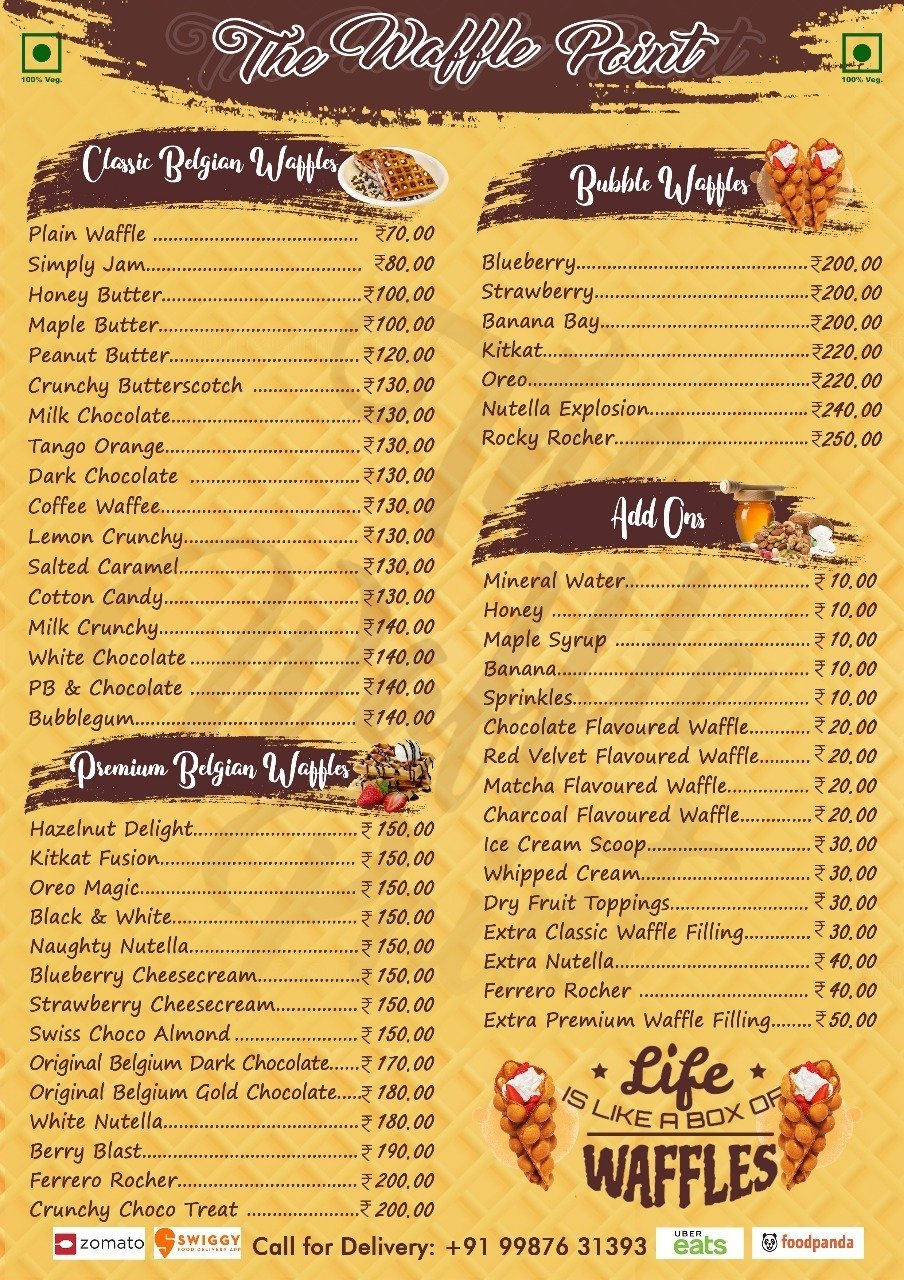 The Waffle Point
100% Veg.
100% Veg.
Classic Belgian Waffles
Plain Waffle ₹70.00
Simply Jam ₹80.00
Honey Butter ₹100.00
Maple Butter ₹100.00
Peanut Butter ₹120.00
Crunchy Butterscotch ₹130.00
Milk Chocolate ₹130.00
Tango Orange ₹130.00
Dark Chocolate ₹130.00
Coffee Waffee ₹130.00
Lemon Crunchy ₹130.00
Salted Caramel ₹130.00
Cotton Candy ₹130.00
Milk Crunchy ₹140.00
White Chocolate ₹140.00
PB & Chocolate ₹140.00
Bubblegum ₹140.00
Premium Belgian Waffles
Hazelnut Delight ₹150.00
Kitkat Fusion ₹150.00
Oreo Magic ₹150.00
Black & White ₹150.00
Naughty Nutella ₹150.00
Blueberry Cheesecream ₹150.00
Strawberry Cheesecream ₹150.00
Swiss Choco Almond ₹150.00
Original Belgium Dark Chocolate ₹170.00
Original Belgium Gold Chocolate ₹180.00
White Nutella ₹180.00
Berry Blast ₹190.00
Ferrero Rocher ₹200.00
Crunchy Choco Treat ₹200.00
Bubble Waffles
Blueberry ₹200.00
Strawberry ₹200.00
Banana Bay ₹200.00
Kitkat ₹220.00
Oreo ₹220.00
Nutella Explosion ₹240.00
Rocky Rocher ₹250.00
Add Ons
Mineral Water ₹10.00
Honey ₹10.00
Maple Syrup ₹10.00
Banana ₹10.00
Sprinkles ₹10.00
Chocolate Flavoured Waffle ₹20.00
Red Velvet Flavoured Waffle ₹20.00
Matcha Flavoured Waffle ₹20.00
Charcoal Flavoured Waffle ₹20.00
Ice Cream Scoop ₹30.00
Whipped Cream ₹30.00
Dry Fruit Toppings ₹30.00
Extra Classic Waffle Filling ₹30.00
Extra Nutella ₹40.00
Ferrero Rocher ₹40.00
Extra Premium Waffle Filling ₹50.00
Life
IS LIKE A BOX OF
WAFFLES
zomato
SWIGGY
FOOD DELIVERY APP
Call for Delivery: +91 99876 31393
UBER
eats
foodpanda